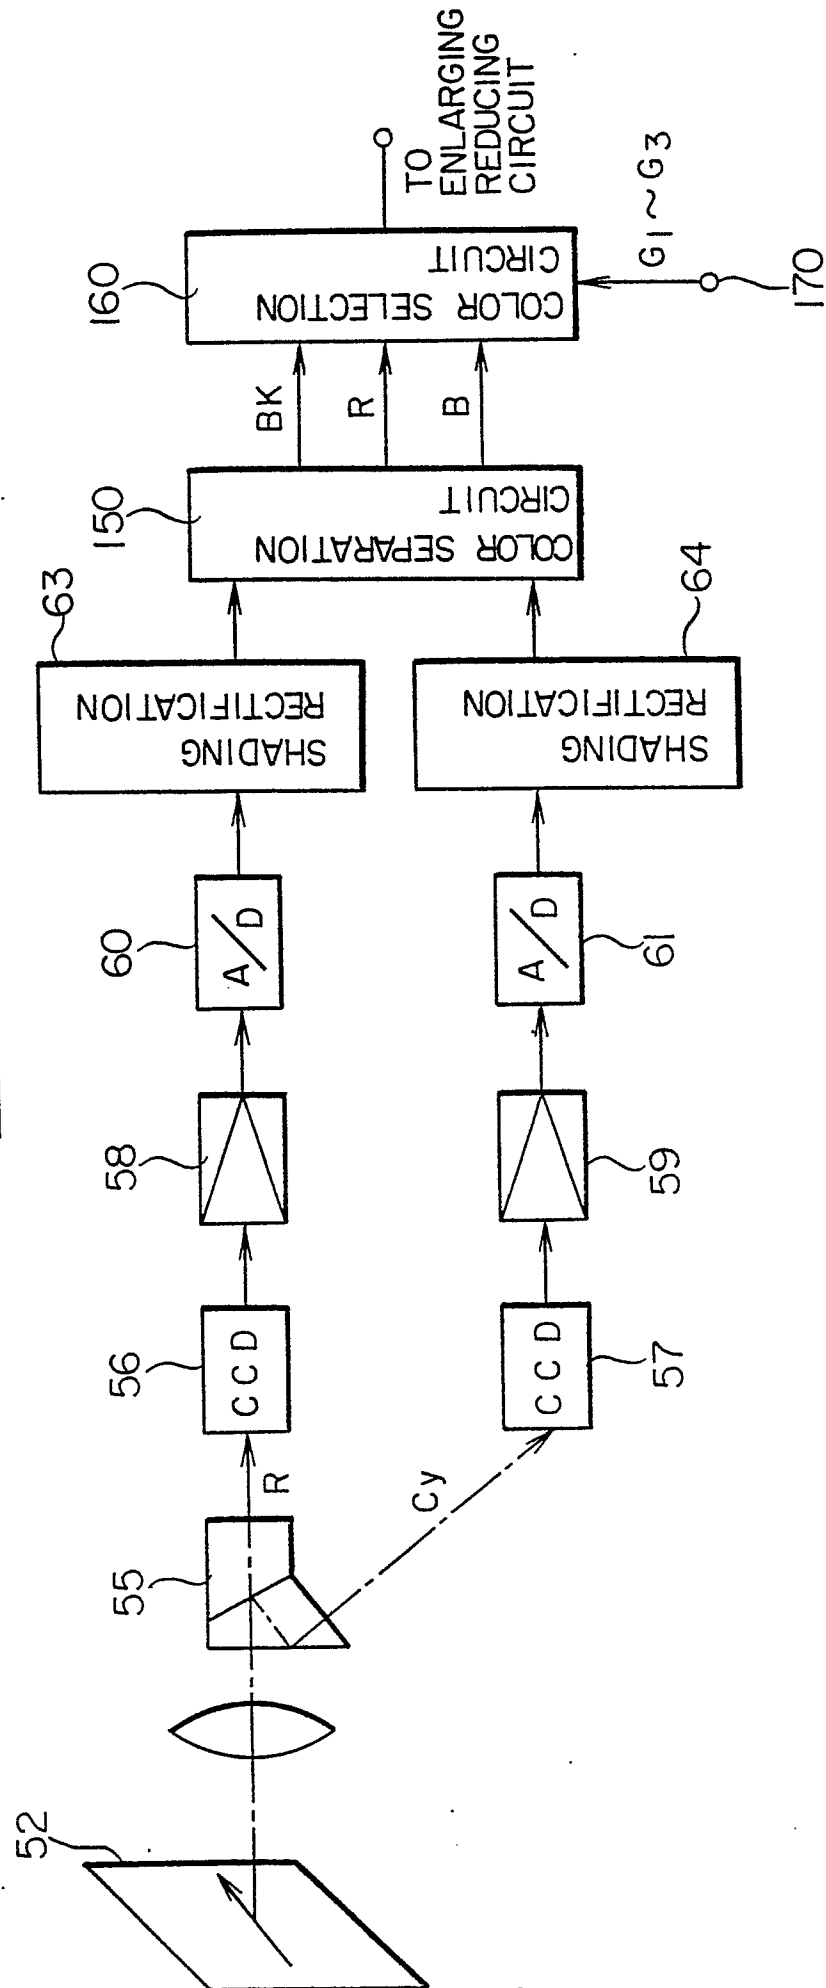 52
55
R
Cy
56
CCD
57
CCD
58
59
60
A/D
61
A/D
63
SHADING
RECTIFICATION
64
SHADING
RECTIFICATION
150
COLOR SEPARATION
CIRCUIT
BK
R
B
160
COLOR SELECTION
CIRCUIT
G1~G3
170
TO
ENLARGING
REDUCING
CIRCUIT